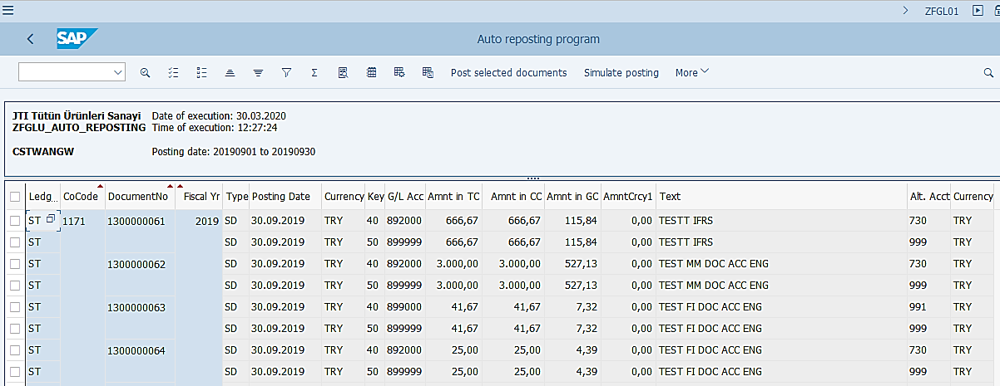 ZFGL01
SAP Auto reposting program
Post selected documents Simulate posting More
JTI Tütün Ürünleri Sanayi Date of execution: 30.03.2020
ZFGLU_AUTO_REPOSTING Time of execution: 12:27:24
CSTWANGW Posting date: 20190901 to 20190930
Ledg... CoCode DocumentNo Fiscal Yr Type Posting Date Currency Key G/L Acc Amnt in TC Amnt in CC Amnt in GC AmntCrcy1 Text Alt. Acct Currency
ST 1171 1300000061 2019 SD 30.09.2019 TRY 40 892000 666,67 666,67 115,84 0,00 TESTT IFRS 730 TRY
ST SD 30.09.2019 TRY 50 899999 666,67 666,67 115,84 0,00 TESTT IFRS 999 TRY
ST 1300000062 SD 30.09.2019 TRY 40 892000 3.000,00 3.000,00 527,13 0,00 TEST MM DOC ACC ENG 730 TRY
ST SD 30.09.2019 TRY 50 899999 3.000,00 3.000,00 527,13 0,00 TEST MM DOC ACC ENG 999 TRY
ST 1300000063 SD 30.09.2019 TRY 40 899000 41,67 41,67 7,32 0,00 TEST FI DOC ACC ENG 991 TRY
ST SD 30.09.2019 TRY 50 899999 41,67 41,67 7,32 0,00 TEST FI DOC ACC ENG 999 TRY
ST 1300000064 SD 30.09.2019 TRY 40 892000 25,00 25,00 4,39 0,00 TEST FI DOC ACC ENG 730 TRY
ST SD 30.09.2019 TRY 50 899999 25,00 25,00 4,39 0,00 TEST FI DOC ACC ENG 999 TRY